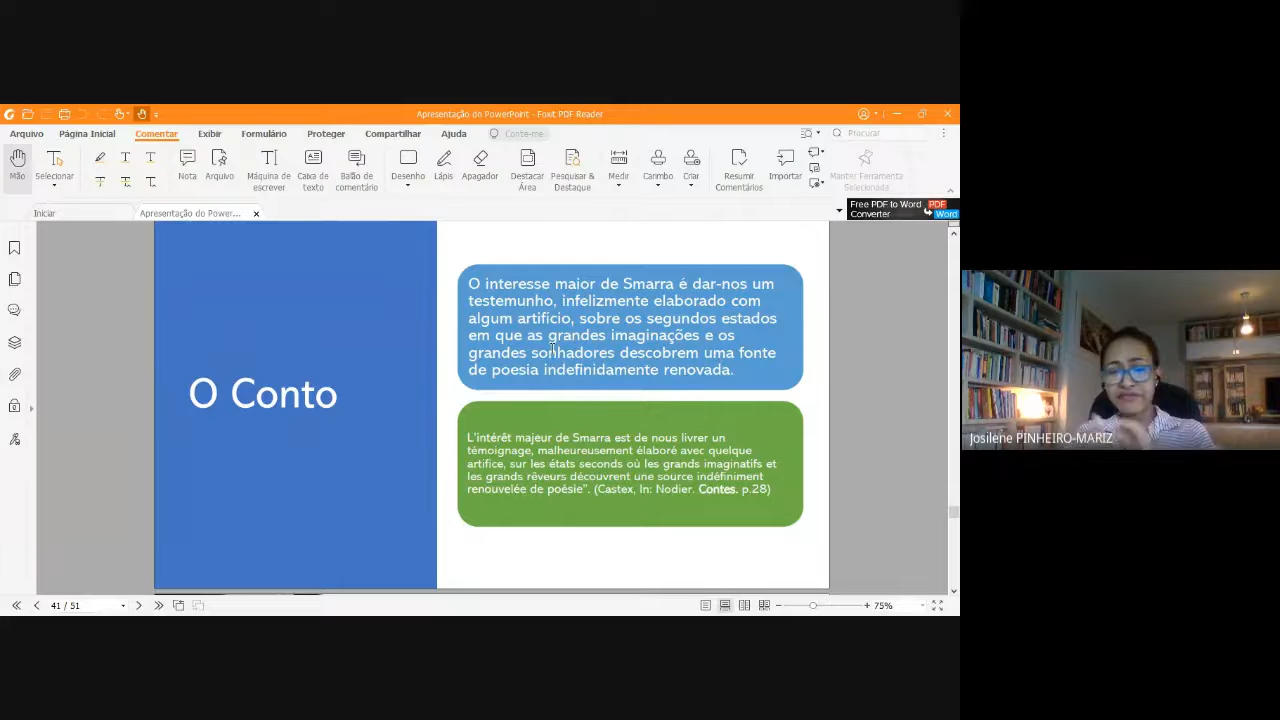 Apresentação do PowerPoint - Foxit PDF Reader
Arquivo Página Inicial Comentar Exibir Formulário Proteger Compartilhar Ajuda Conte-me Procurar
Mão Selecionar Nota Arquivo Máquina de escrever Caixa de texto Balão de comentário Desenho Lápis Apagador Destacar Área Pesquisar & Destaque Medir Carimbo Criar Resumir Comentários Importar Manter Ferramenta Selecionada
Iniciar Apresentação do Power... Free PDF to Word Converter PDF Word
O Conto
O interesse maior de Smarra é dar-nos um
testemunho, infelizmente elaborado com
algum artifício, sobre os segundos estados
em que as grandes imaginações e os
grandes sonhadores descobrem uma fonte
de poesia indefinidamente renovada.
L'intérêt majeur de Smarra est de nous livrer un
témoignage, malheureusement élaboré avec quelque
artifice, sur les états seconds où les grands imaginatifs et
les grands rêveurs découvrent une source indéfiniment
renouvelée de poésie". (Castex, In: Nodier. Contes. p.28)
Josilene PINHEIRO-MARIZ
41 / 51 75%